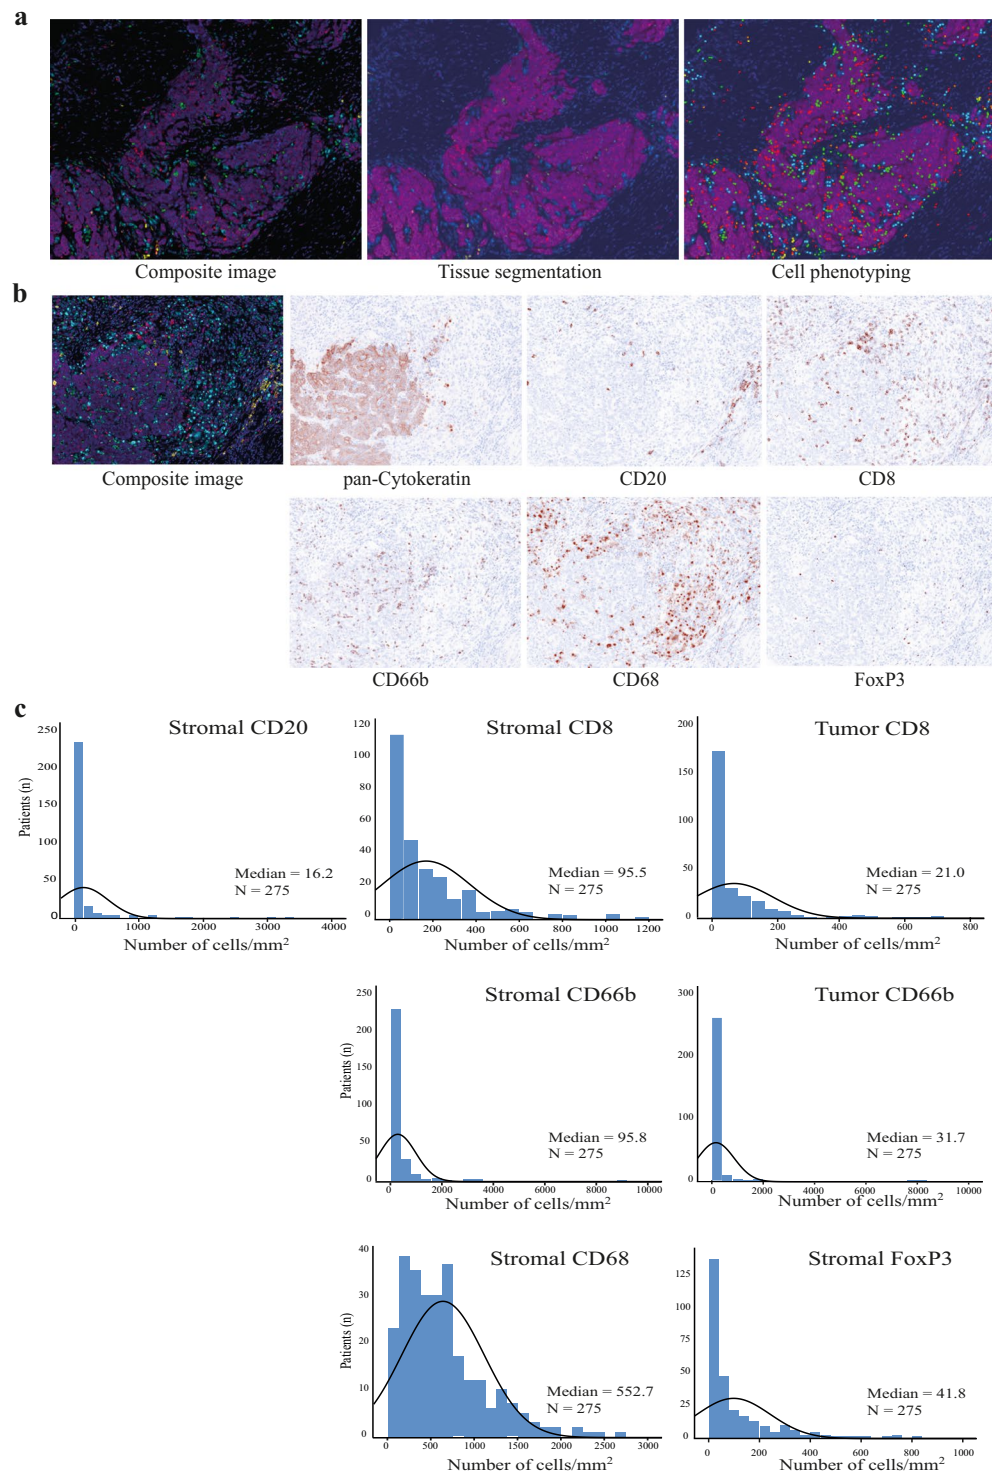 a
Composite image
Tissue segmentation
Cell phenotyping
b
Composite image
pan-Cytokeratin
CD20
CD8
CD66b
CD68
FoxP3
c
Stromal CD20
Patients (n)
250
200
150
100
50
0
Median = 16.2
N = 275
0 1000 2000 3000 4000
Number of cells/mm²
Stromal CD8
120
100
80
60
40
20
0
Median = 95.5
N = 275
0 200 400 600 800 1000 1200
Number of cells/mm²
Tumor CD8
200
150
100
50
0
Median = 21.0
N = 275
0 200 400 600 800
Number of cells/mm²
Stromal CD66b
Patients (n)
250
200
150
100
50
0
Median = 95.8
N = 275
0 2000 4000 6000 8000 10000
Number of cells/mm²
Tumor CD66b
300
200
100
0
Median = 31.7
N = 275
0 2000 4000 6000 8000 10000
Number of cells/mm²
Stromal CD68
Patients (n)
40
30
20
10
0
Median = 552.7
N = 275
0 500 1000 1500 2000 2500 3000
Number of cells/mm²
Stromal FoxP3
125
100
75
50
25
0
Median = 41.8
N = 275
0 200 400 600 800 1000
Number of cells/mm²